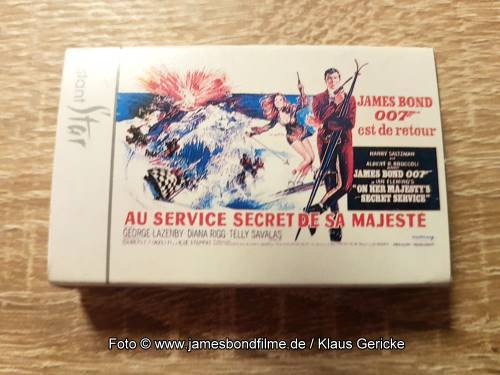 stant Star
JAMES BOND
007
est de retour
HARRY SALTZMAN
ALBERT R. BROCCOLI
JAMES BOND 007
IAN FLEMING'S
"ON HER MAJESTY'S
SECRET SERVICE"
AU SERVICE SECRET DE SA MAJESTÉ
GEORGE LAZENBY DIANA RIGG TELLY SAVALAS
Foto © www.jamesbondfilme.de / Klaus Gericke